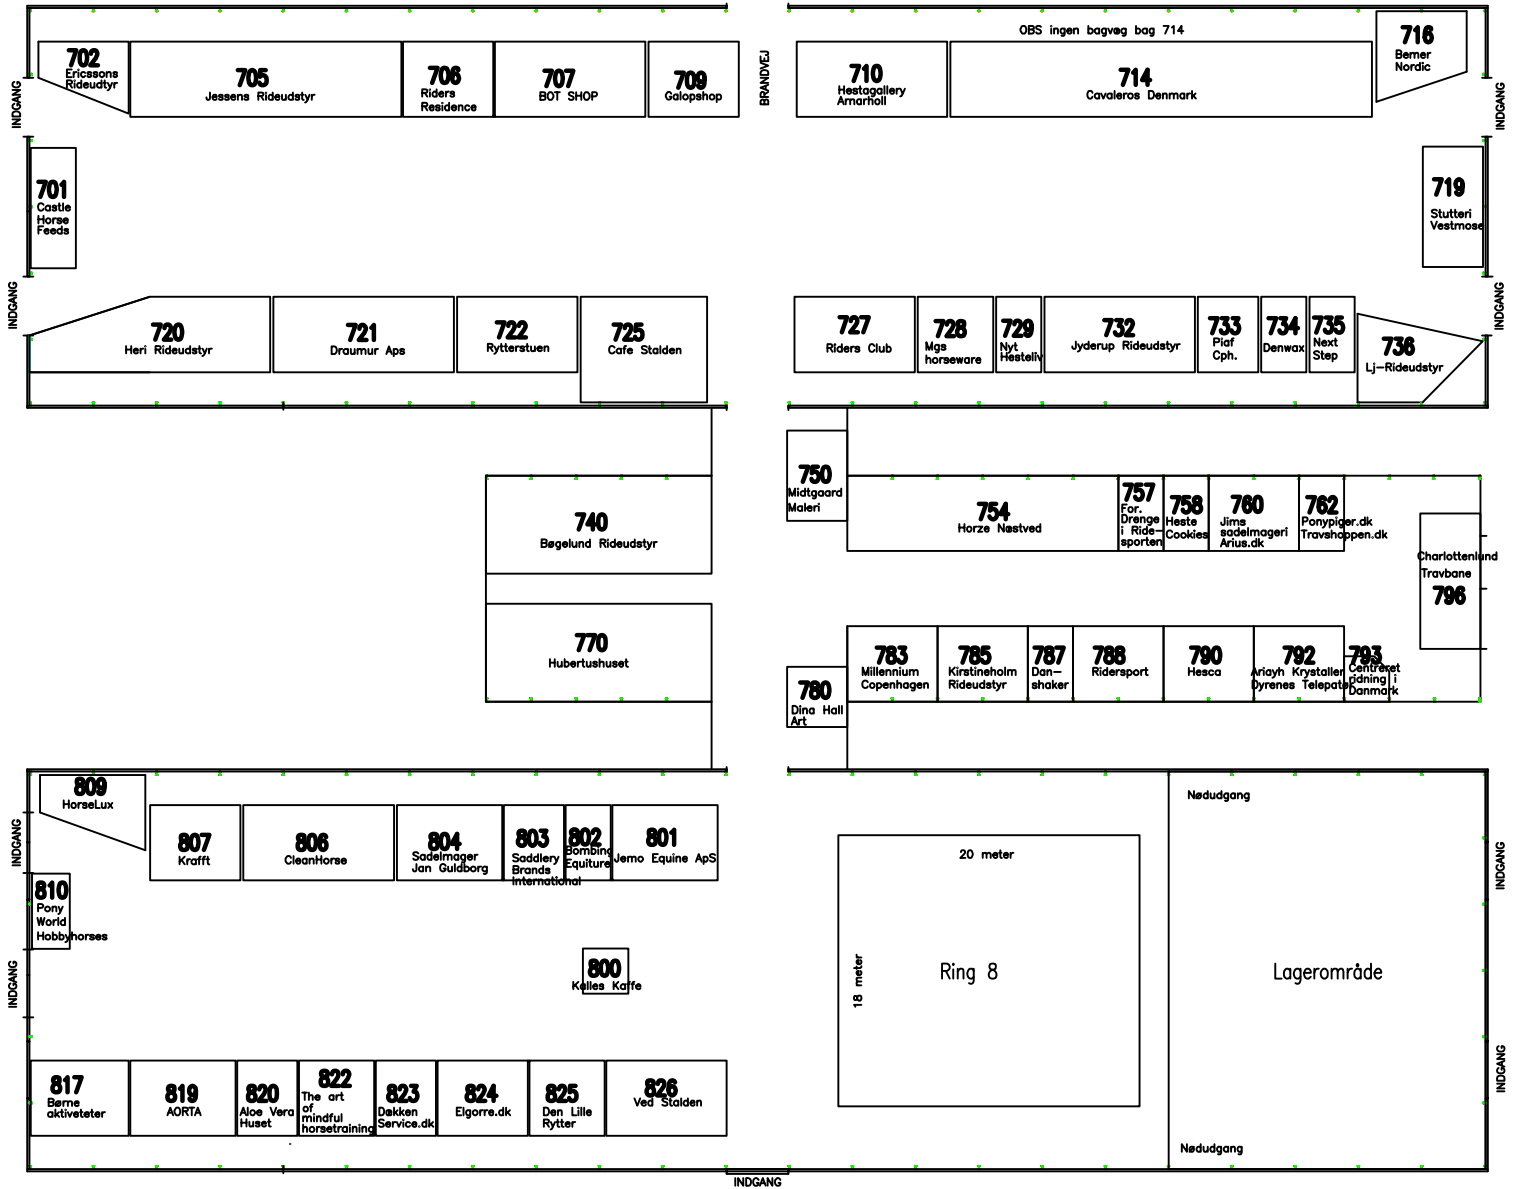 OBS ingen bagvæg bag 714
702
Ericssons
Rideudtyr
705
Jessens Rideudstyr
706
Riders
Residence
707
BOT SHOP
709
Galopshop
BRANDVEJ
710
Hestagallery
Arnarholl
714
Cavaleros Denmark
716
Berner
Nordic
INDGANG
INDGANG
701
Castle
Horse
Feeds
719
Stutteri
Vestmose
INDGANG
INDGANG
720
Heri Rideudstyr
721
Draumur Aps
722
Rytterstuen
725
Cafe Stalden
727
Riders Club
728
Mgs
horseware
729
Nyt
Hesteliv
732
Jyderup Rideudstyr
733
Piaf
Cph.
734
Denwax
735
Next
Step
736
Lj-Rideudstyr
740
Bøgelund Rideudstyr
750
Midtgaard
Maleri
754
Horze Næstved
757
For.
Drenge
i Ride-
sporten
758
Heste
Cookies
760
Jims
sadelmageri
Arius.dk
762
Ponypiger.dk
Travshoppen.dk
Charlottenlund
Travbane
796
770
Hubertushuset
780
Dina Hall
Art
783
Millennium
Copenhagen
785
Kirstineholm
Rideudstyr
787
Dan-
shaker
788
Ridersport
790
Hesca
792
Ariayh Krystaller
Dyrenes Telepatør
793
Centreret
ridning i
Danmark
809
HorseLux
807
Krafft
806
CleanHorse
804
Sadelmager
Jan Guldborg
803
Saddlery
Brands
International
802
Bombing
Equiture
801
Jemo Equine ApS
INDGANG
810
Pony
World
Hobbyhorses
INDGANG
800
Kalles Kaffe
Nødudgang
20 meter
18 meter
Ring 8
Lagerområde
INDGANG
INDGANG
Nødudgang
817
Børne
aktiveteter
819
AORTA
820
Aloe Vera
Huset
822
The art
of
mindful
horsetraining
823
Dækken
Service.dk
824
Elgorre.dk
825
Den Lille
Rytter
826
Ved Stalden
INDGANG